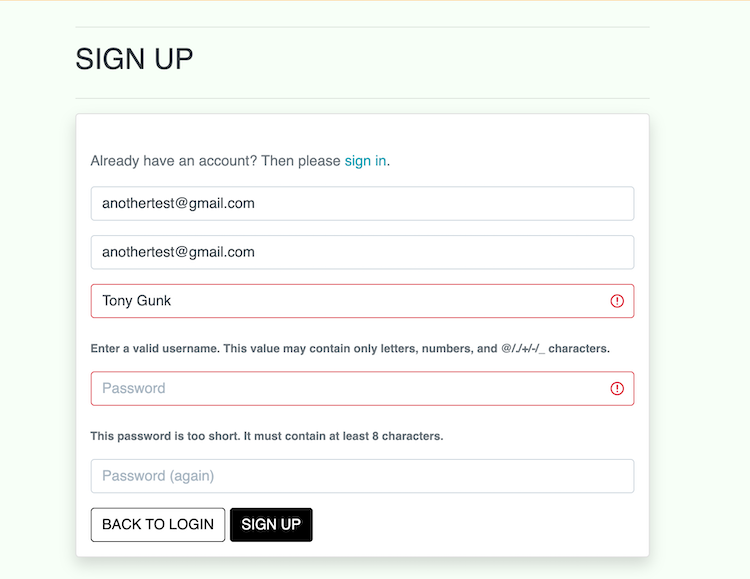 SIGN UP
Already have an account? Then please sign in.
anothertest@gmail.com
anothertest@gmail.com
Tony Gunk
Enter a valid username. This value may contain only letters, numbers, and @/./+/-/_ characters.
Password
This password is too short. It must contain at least 8 characters.
Password (again)
BACK TO LOGIN SIGN UP